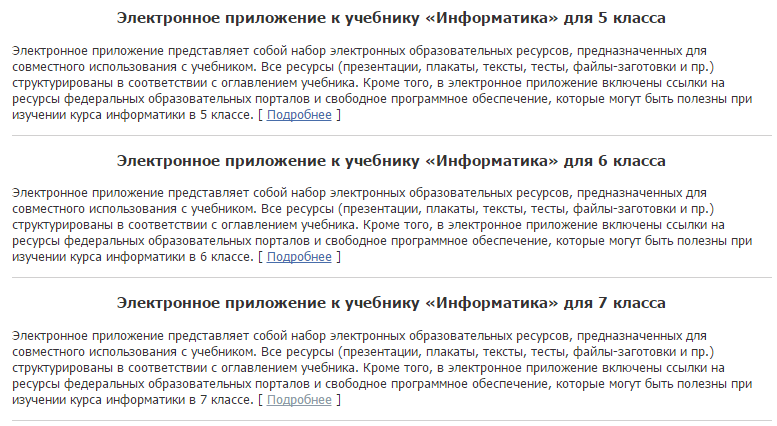 Электронное приложение к учебнику «Информатика» для 5 класса
Электронное приложение представляет собой набор электронных образовательных ресурсов, предназначенных для
совместного использования с учебником. Все ресурсы (презентации, плакаты, тексты, тесты, файлы-заготовки и пр.)
структурированы в соответствии с оглавлением учебника. Кроме того, в электронное приложение включены ссылки на
ресурсы федеральных образовательных порталов и свободное программное обеспечение, которые могут быть полезны при
изучении курса информатики в 5 классе. [ Подробнее ]
Электронное приложение к учебнику «Информатика» для 6 класса
Электронное приложение представляет собой набор электронных образовательных ресурсов, предназначенных для
совместного использования с учебником. Все ресурсы (презентации, плакаты, тексты, тесты, файлы-заготовки и пр.)
структурированы в соответствии с оглавлением учебника. Кроме того, в электронное приложение включены ссылки на
ресурсы федеральных образовательных порталов и свободное программное обеспечение, которые могут быть полезны при
изучении курса информатики в 6 классе. [ Подробнее ]
Электронное приложение к учебнику «Информатика» для 7 класса
Электронное приложение представляет собой набор электронных образовательных ресурсов, предназначенных для
совместного использования с учебником. Все ресурсы (презентации, плакаты, тексты, тесты, файлы-заготовки и пр.)
структурированы в соответствии с оглавлением учебника. Кроме того, в электронное приложение включены ссылки на
ресурсы федеральных образовательных порталов и свободное программное обеспечение, которые могут быть полезны при
изучении курса информатики в 7 классе. [ Подробнее ]